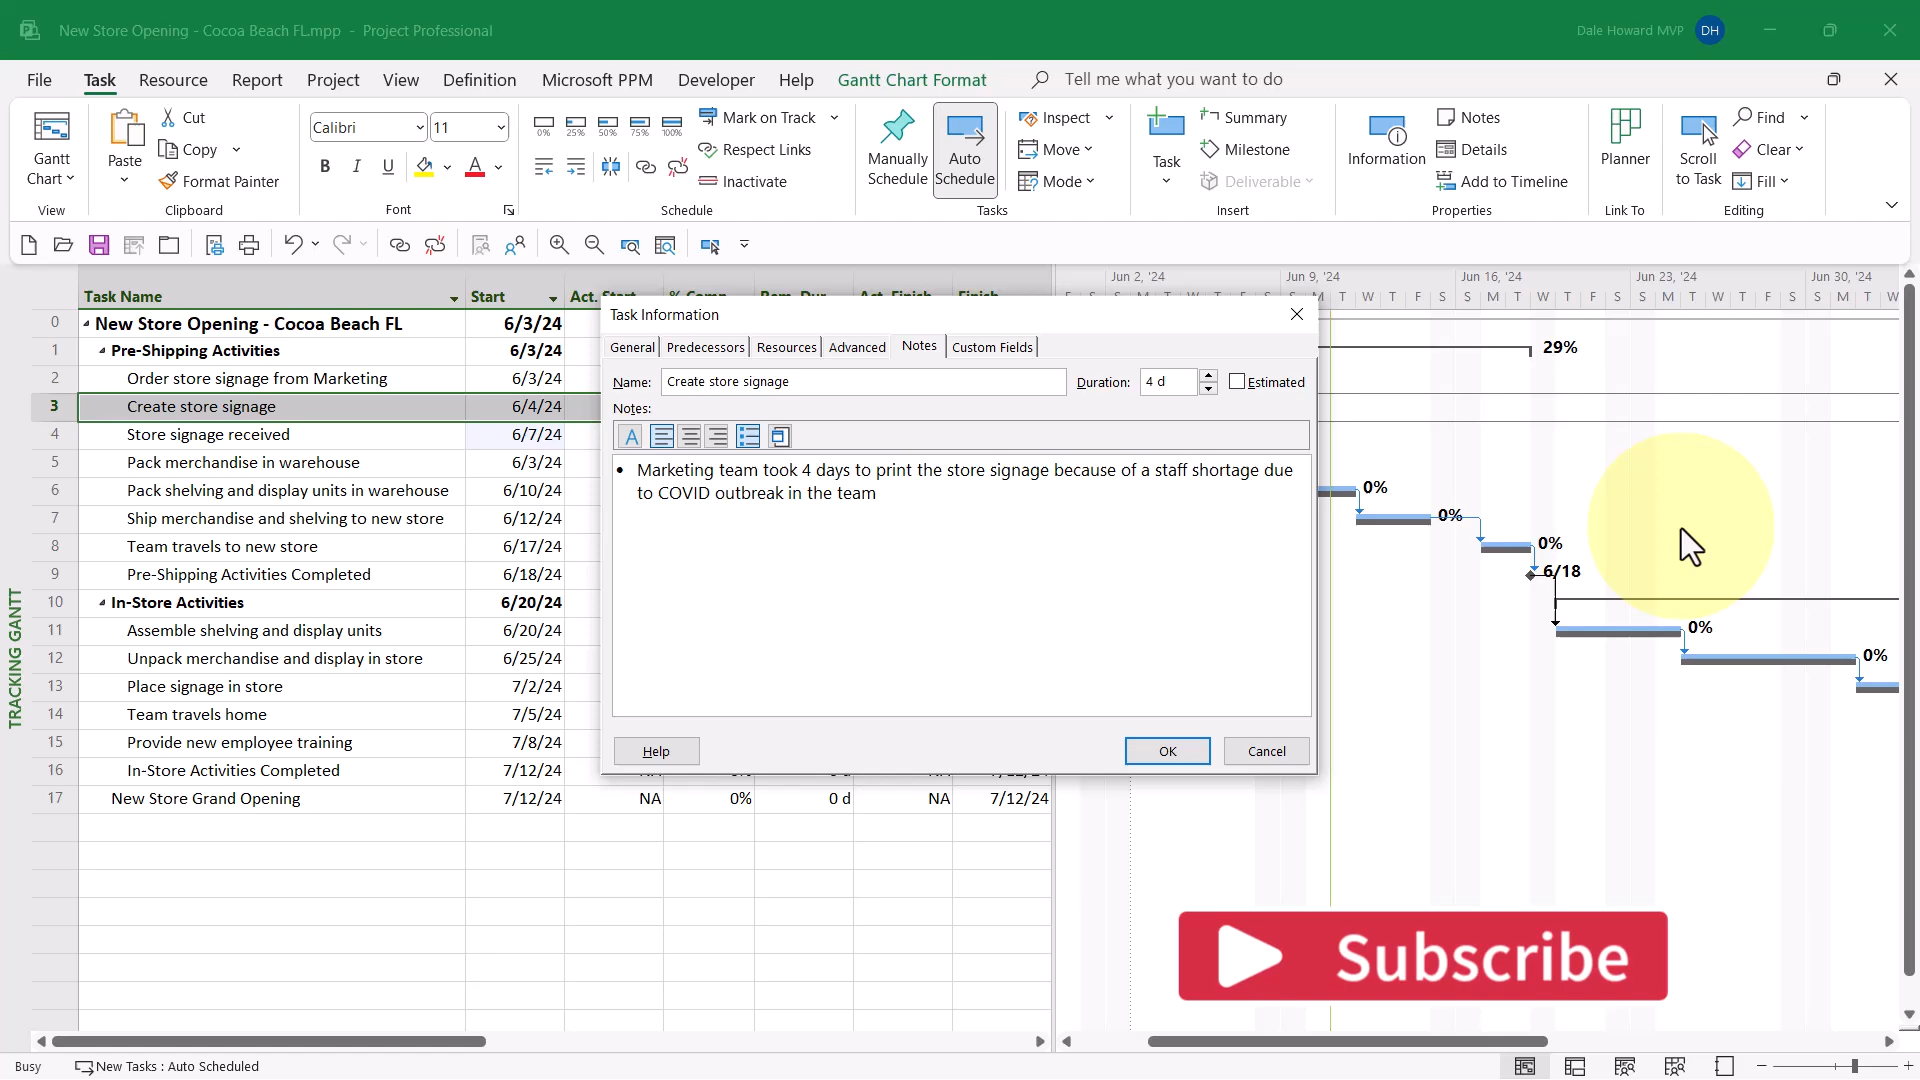 New Store Opening - Cocoa Beach FL.mpp - Project Professional
Dale Howard MVP DH
File Task Resource Report Project View Definition Microsoft PPM Developer Help Gantt Chart Format Tell me what you want to do
Gantt Chart
Paste
Cut
Copy
Format Painter
Calibri 11
B I U A
0% 25% 50% 75% 100%
Mark on Track
Respect Links
Inactivate
Manually Schedule
Auto Schedule
Inspect
Move
Mode
Task
Summary
Milestone
Deliverable
Information
Notes
Details
Add to Timeline
Planner
Scroll to Task
Find
Clear
Fill
View Clipboard Font Schedule Tasks Insert Properties Link To Editing
Jun 2, '24 Jun 9, '24 Jun 16, '24 Jun 23, '24 Jun 30, '24
Task Name Start Act. Start % Comp. Rem. Dur. Act. Finish Finish
M T W T F S S M T W T F S S M T W T F S S M T W
0 New Store Opening - Cocoa Beach FL 6/3/24
1 Pre-Shipping Activities 6/3/24
2 Order store signage from Marketing 6/3/24
3 Create store signage 6/4/24
4 Store signage received 6/7/24
5 Pack merchandise in warehouse 6/3/24
6 Pack shelving and display units in warehouse 6/10/24
7 Ship merchandise and shelving to new store 6/12/24
8 Team travels to new store 6/17/24
9 Pre-Shipping Activities Completed 6/18/24
10 In-Store Activities 6/20/24
11 Assemble shelving and display units 6/20/24
12 Unpack merchandise and display in store 6/25/24
13 Place signage in store 7/2/24
14 Team travels home 7/5/24
15 Provide new employee training 7/8/24
16 In-Store Activities Completed 7/12/24
17 New Store Grand Opening 7/12/24 NA 0% 0 d NA 7/12/24
TRACKING GANTT
Task Information
General Predecessors Resources Advanced Notes Custom Fields
Name: Create store signage Duration: 4 d Estimated
Notes:
A
• Marketing team took 4 days to print the store signage because of a staff shortage due
to COVID outbreak in the team
Help OK Cancel
29%
0%
0%
0%
6/18
0%
0%
Subscribe
Busy New Tasks : Auto Scheduled